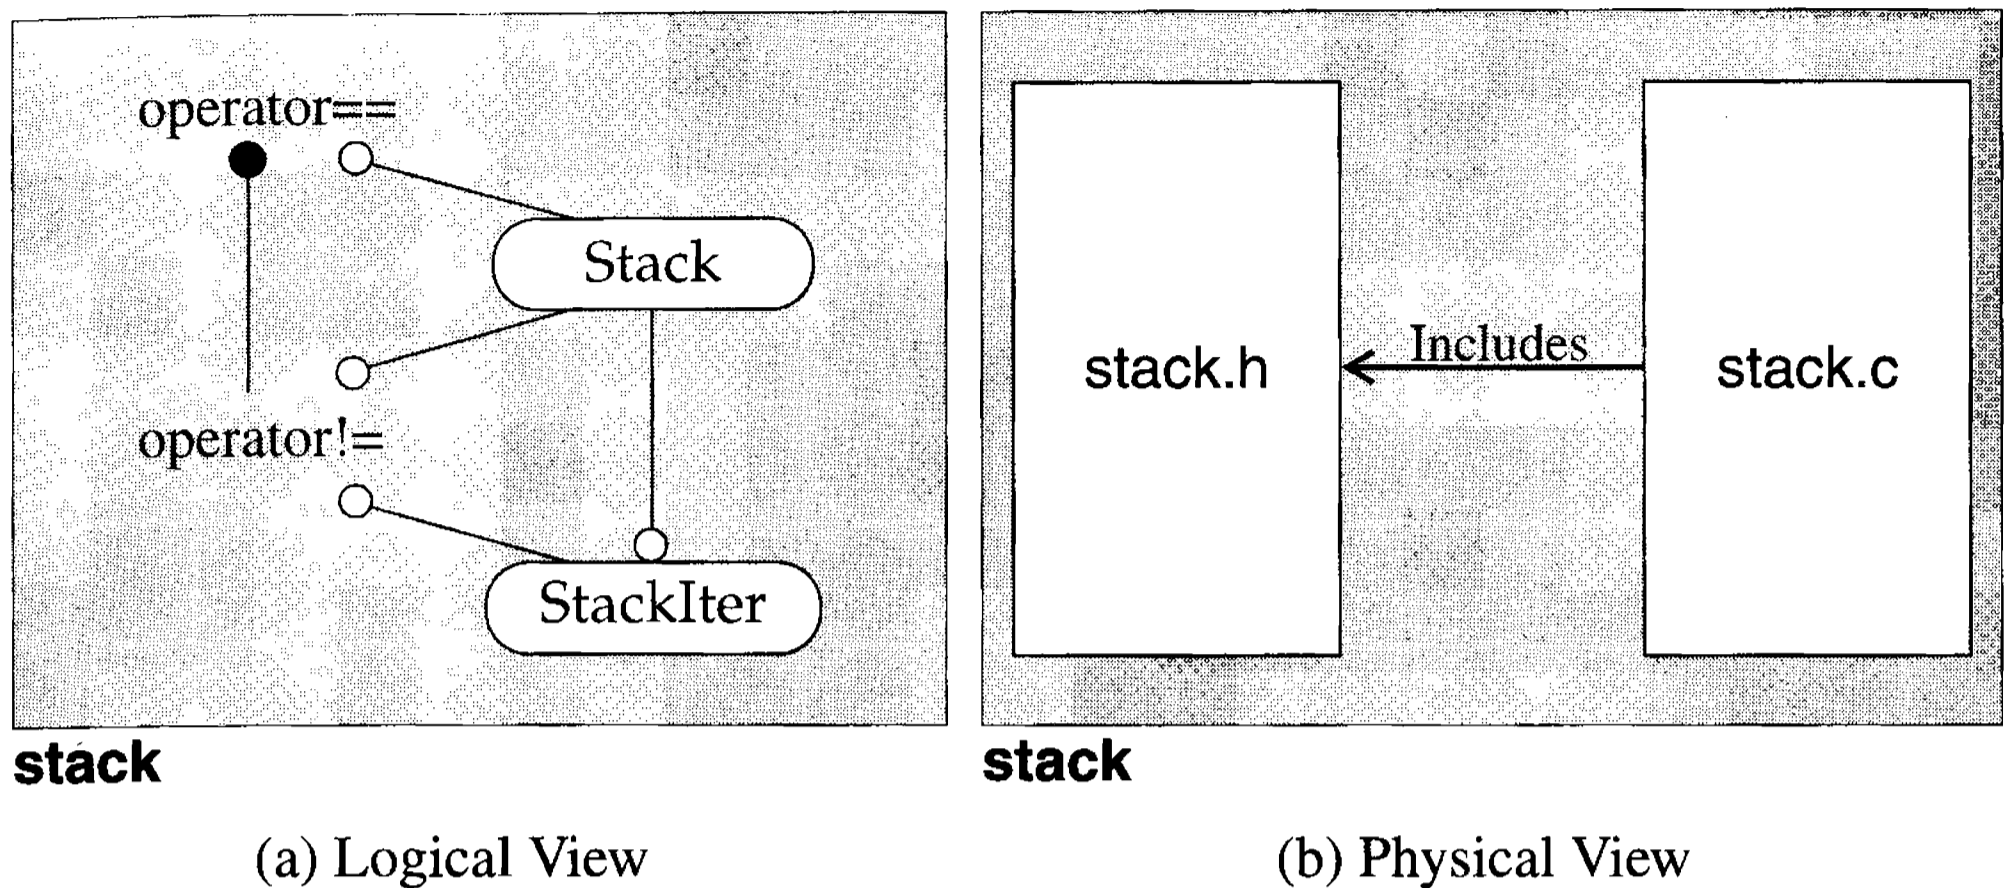 operator==
Stack
operator!=
StackIter
stack
(a) Logical View
stack.h
Includes
stack.c
stack
(b) Physical View